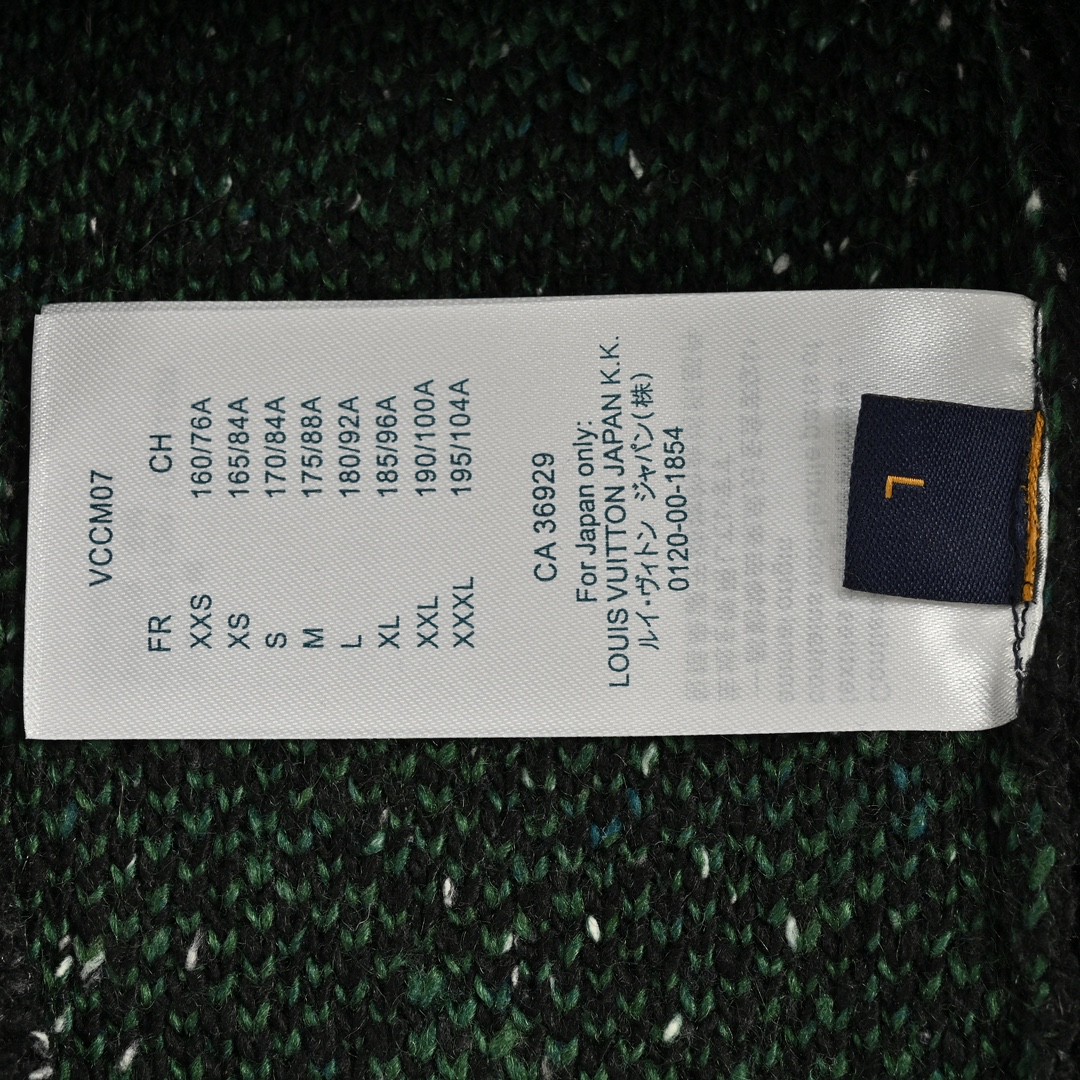 VCCM07
FR CH
XXS 160/76A
XS 165/84A
S 170/84A
M 175/88A
L 180/92A
XL 185/96A
XXL 190/100A
XXXL 195/104A
CA 36929
For Japan only:
LOUIS VUITTON JAPAN K.K.
ルイ・ヴィトン ジャパン(株)
0120-00-1854
L